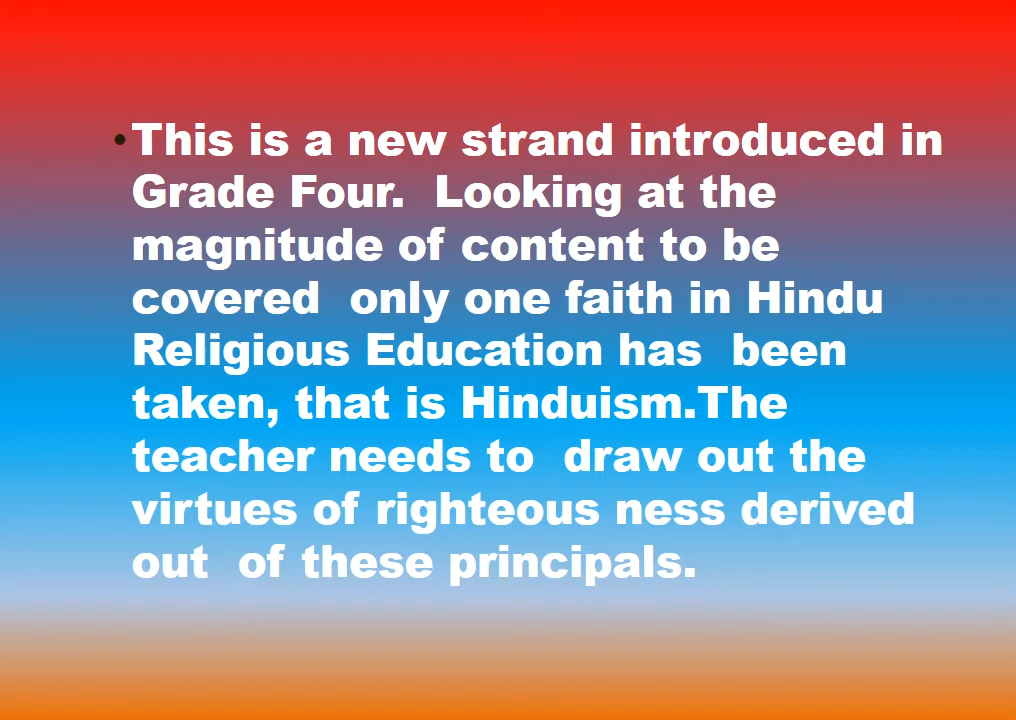 •This is a new strand introduced in
Grade Four.  Looking at the
magnitude of content to be
covered  only one faith in Hindu
Religious Education has  been
taken, that is Hinduism.The
teacher needs to  draw out the
virtues of righteous ness derived
out  of these principals.